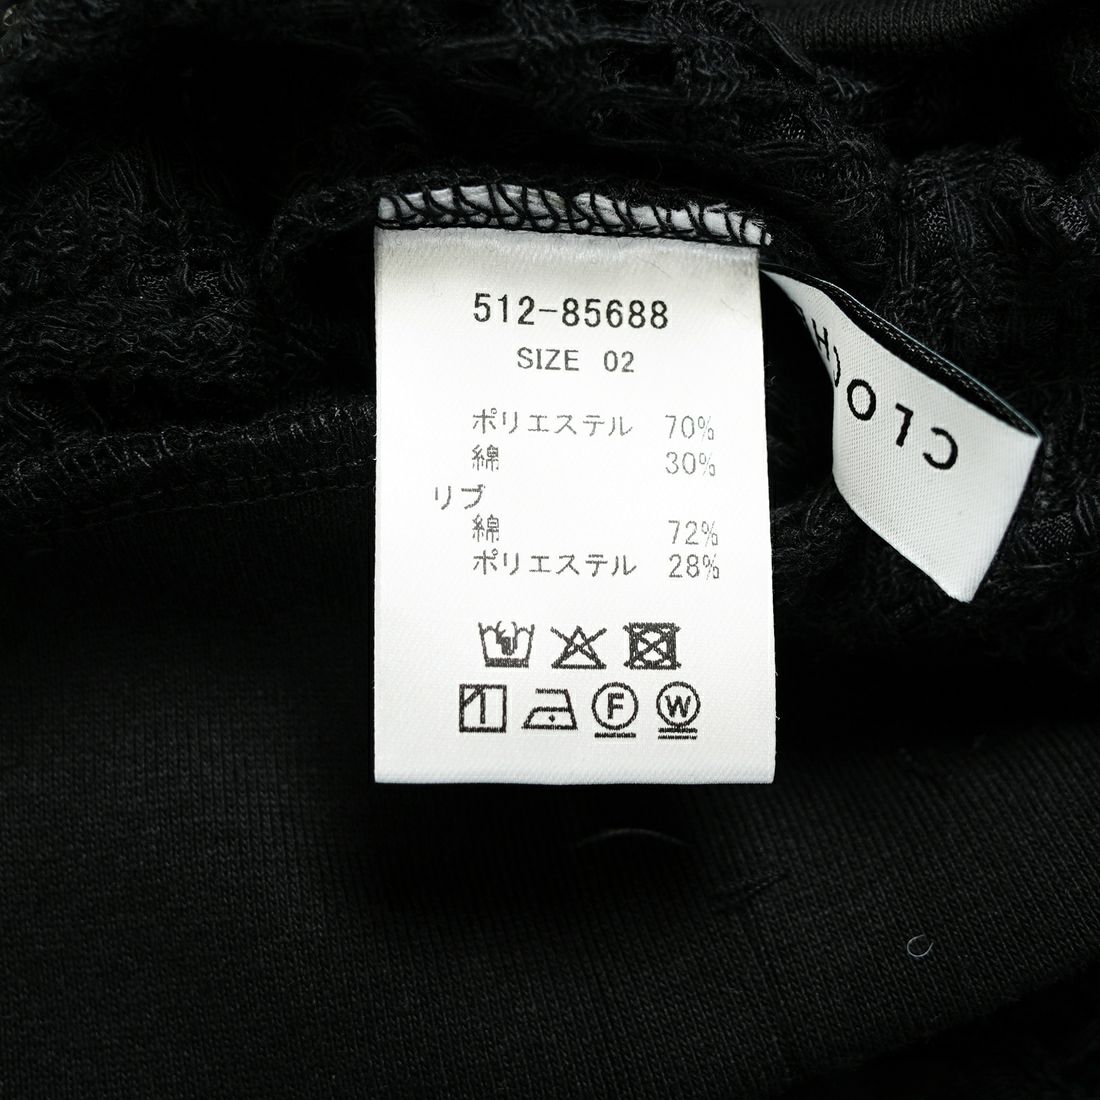 512-85688
SIZE 02
ポリエステル 70%
綿 30%
リブ
綿 72%
ポリエステル 28%
F
W